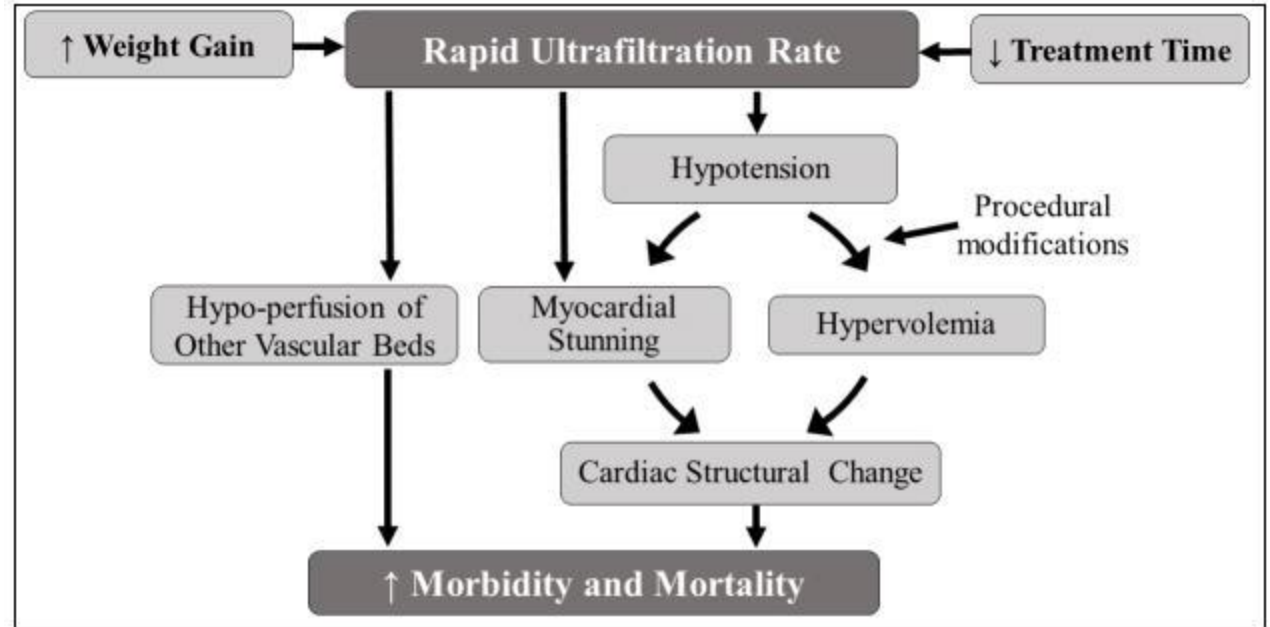 ↑ Weight Gain
Rapid Ultrafiltration Rate
↓ Treatment Time
Hypotension
Procedural
modifications
Hypo-perfusion of
Other Vascular Beds
Myocardial
Stunning
Hypervolemia
Cardiac Structural Change
↑ Morbidity and Mortality